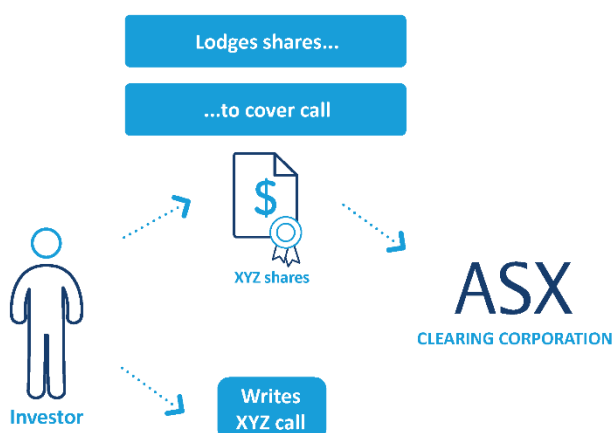 Lodges shares...
...to cover call
$
XYZ shares
ASX
CLEARING CORPORATION
Investor
Writes
XYZ call